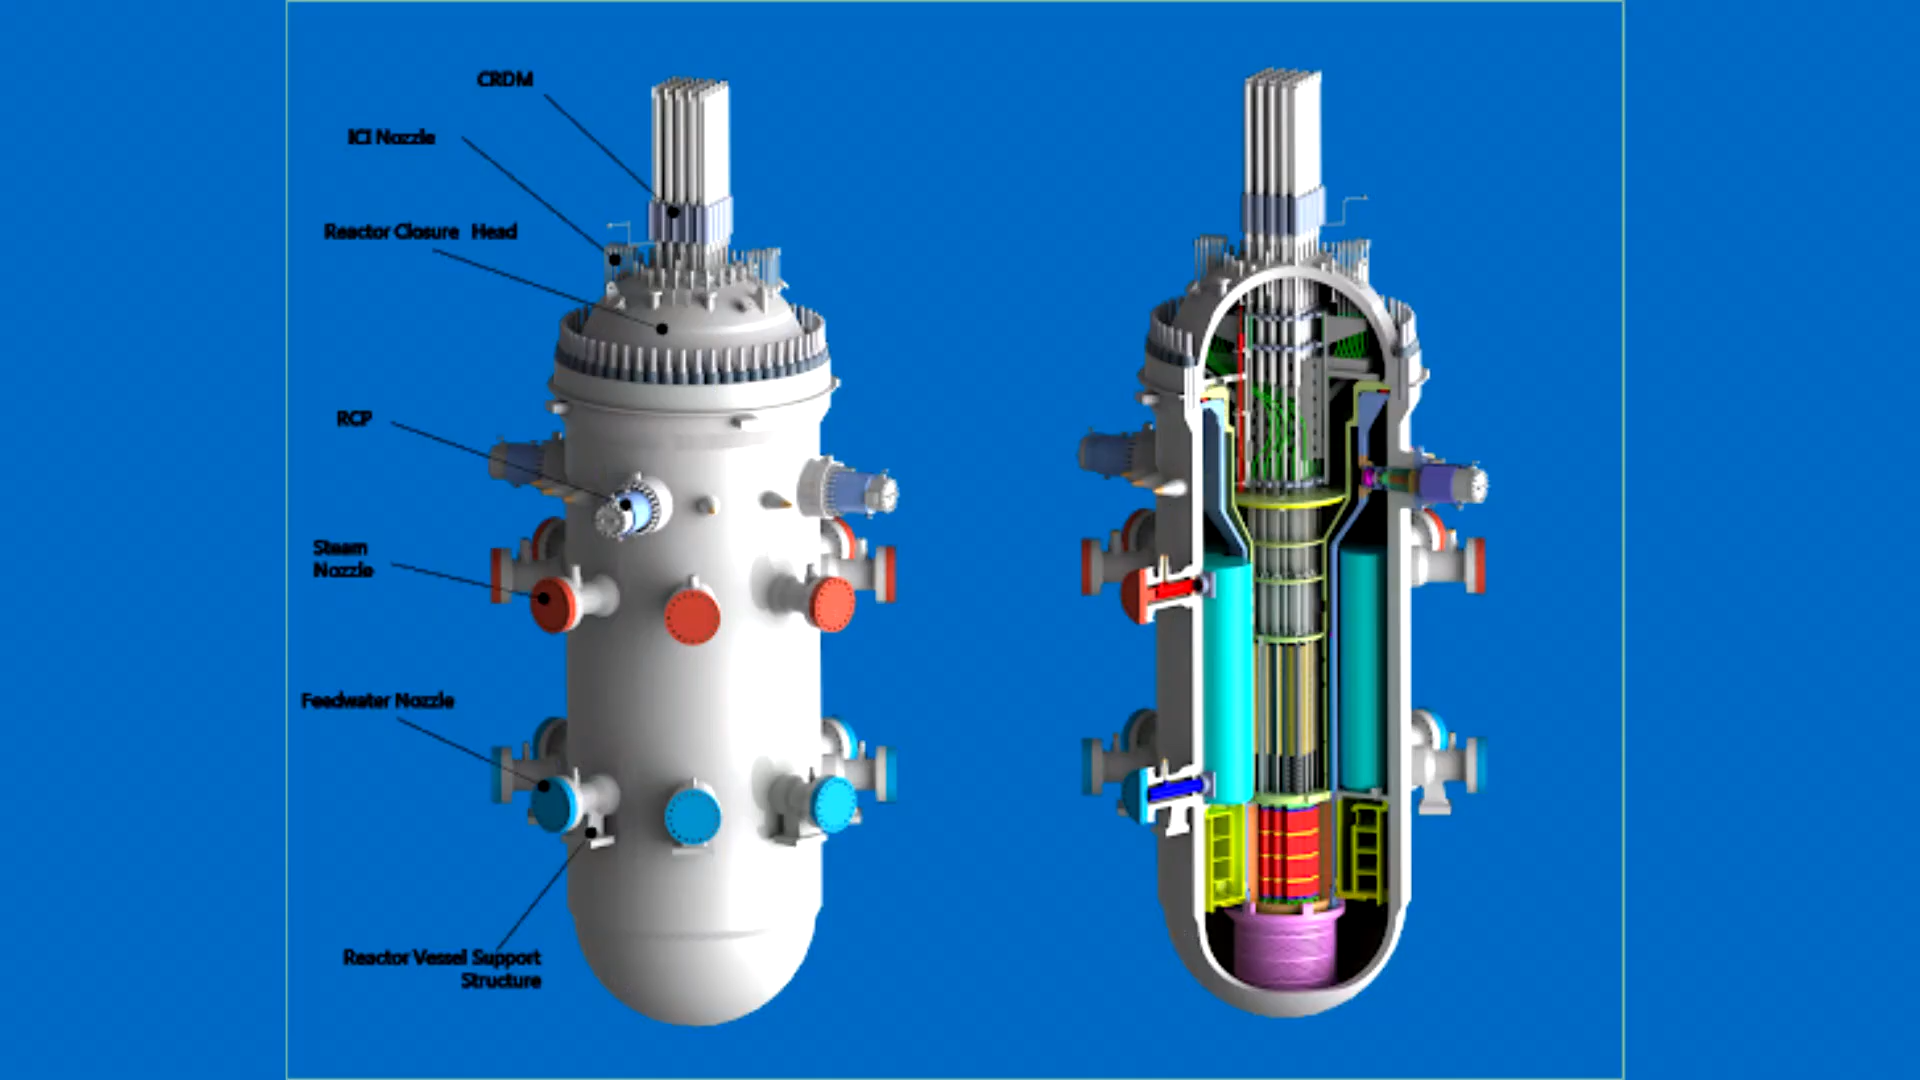 CRDM
ICI Nozzle
Reactor Closure Head
RCP
Steam
Nozzle
Feedwater Nozzle
Reactor Vessel Support
Structure